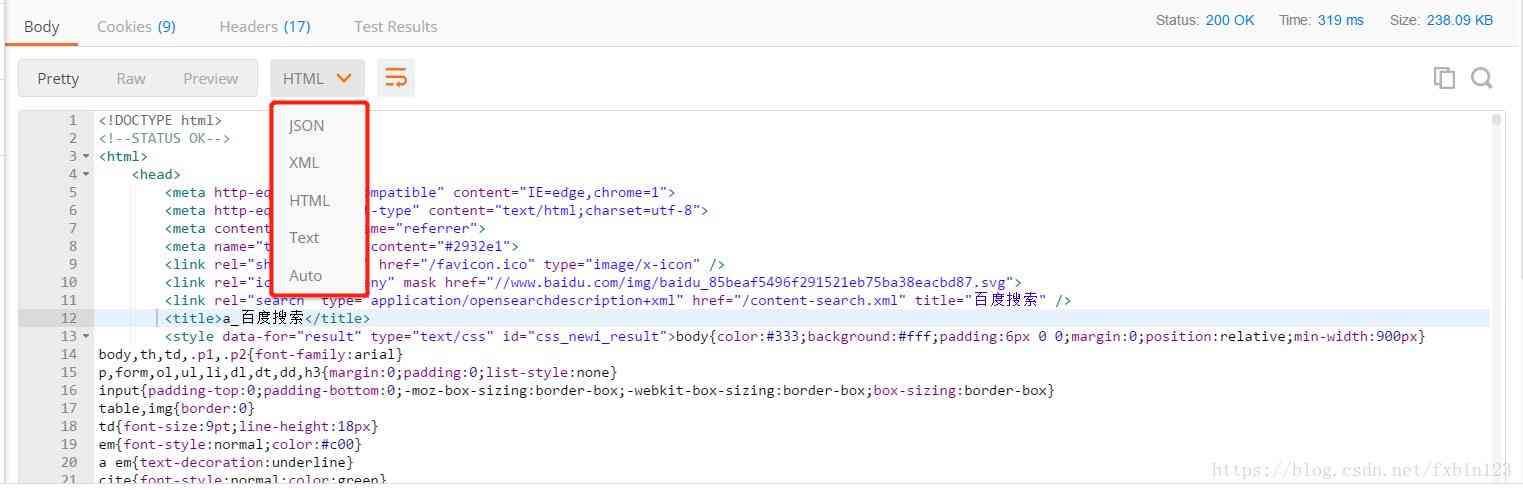 Body Cookies (9) Headers (17) Test Results Status: 200 OK Time: 319 ms Size: 238.09 KB
Pretty Raw Preview HTML
JSON
XML
HTML
Text
Auto
1 <!DOCTYPE html>
2 <!--STATUS OK-->
3 <html>
4 <head>
5 <meta http-eq mpatible" content="IE=edge,chrome=1">
6 <meta http-eq t-type" content="text/html;charset=utf-8">
7 <meta conten me="referrer">
8 <meta name="t content="#2932e1">
9 <link rel="sh href="/favicon.ico" type="image/x-icon" />
10 <link rel="ic ny" mask href="//www.baidu.com/img/baidu_85beaf5496f291521eb75ba38eacbd87.svg">
11 <link rel="search" type="application/opensearchdescription+xml" href="/content-search.xml" title="百度搜索" />
12 <title>a_百度搜索</title>
13 <style data-for="result" type="text/css" id="css_newi_result">body{color:#333;background:#fff;padding:6px 0 0;margin:0;position:relative;min-width:900px}
14 body,th,td,.p1,.p2{font-family:arial}
15 p,form,ol,ul,li,dl,dt,dd,h3{margin:0;padding:0;list-style:none}
16 input{padding-top:0;padding-bottom:0;-moz-box-sizing:border-box;-webkit-box-sizing:border-box;box-sizing:border-box}
17 table,img{border:0}
18 td{font-size:9pt;line-height:18px}
19 em{font-style:normal;color:#c00}
20 a em{text-decoration:underline}
21 cite{font-style:normal;color:green}
https://blog.csdn.net/fxbin123